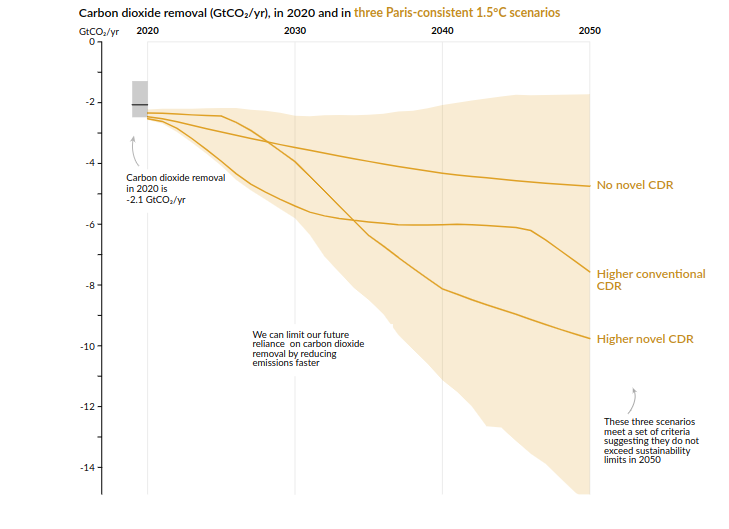 Carbon dioxide removal (GtCO₂/yr), in 2020 and in three Paris-consistent 1.5°C scenarios
GtCO₂/yr
2020
2030
2040
2050
0
-2
-4
-6
-8
-10
-12
-14
Carbon dioxide removal
in 2020 is
-2.1 GtCO₂/yr
No novel CDR
Higher conventional
CDR
Higher novel CDR
We can limit our future
reliance on carbon dioxide
removal by reducing
emissions faster
These three scenarios
meet a set of criteria
suggesting they do not
exceed sustainability
limits in 2050